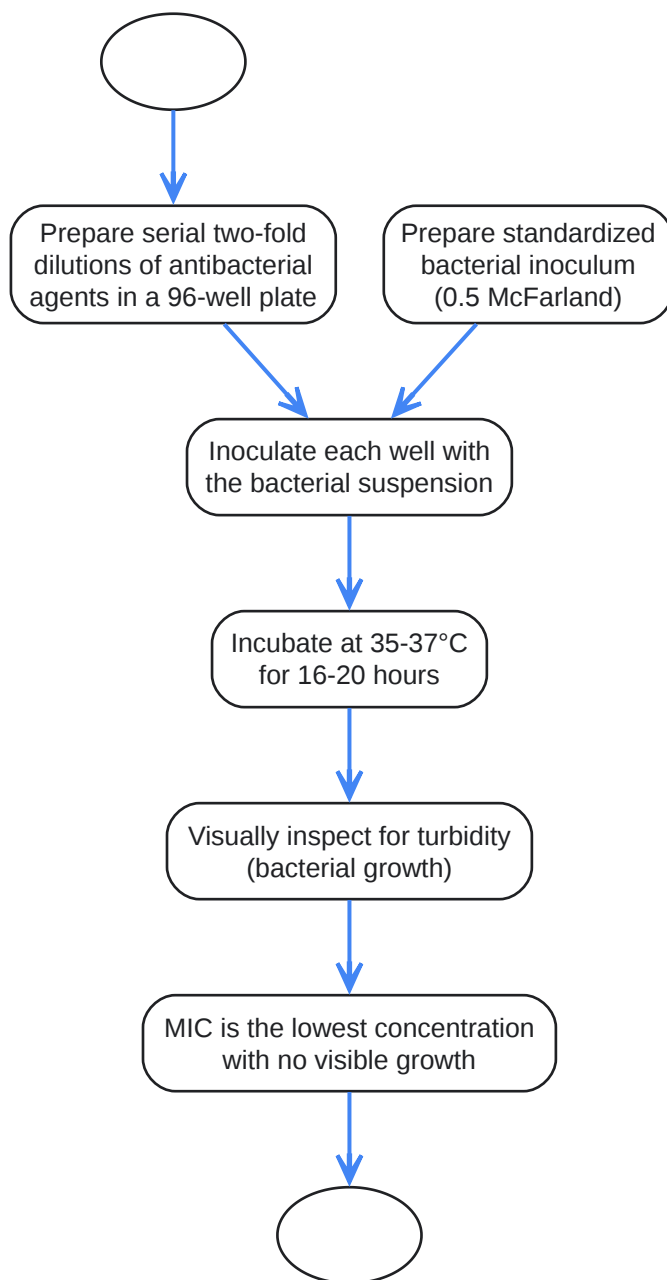 Prepare serial two-fold
dilutions of antibacterial
agents in a 96-well plate
Prepare standardized
bacterial inoculum
(0.5 McFarland)
Inoculate each well with
the bacterial suspension
Incubate at 35-37°C
for 16-20 hours
Visually inspect for turbidity
(bacterial growth)
MIC is the lowest concentration
with no visible growth